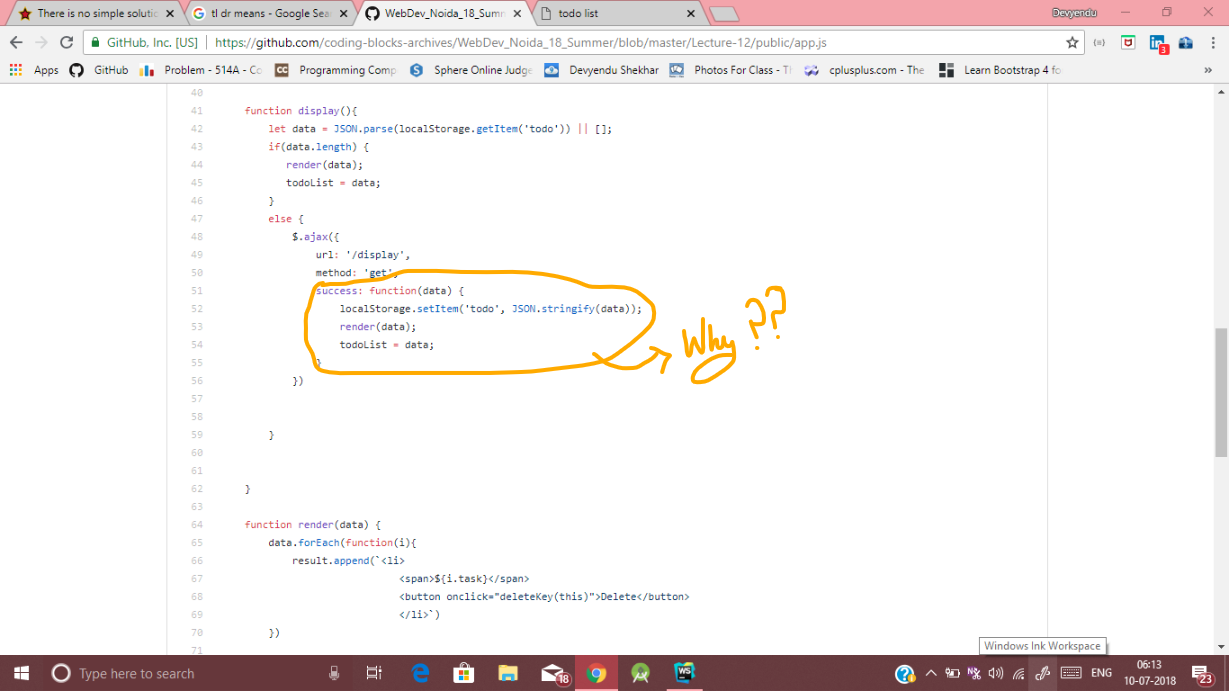 There is no simple solutio
tl dr means - Google Sea
WebDev_Noida_18_Summ
todo list
Devyendu
GitHub, Inc. [US]
https://github.com/coding-blocks-archives/WebDev_Noida_18_Summer/blob/master/Lecture-12/public/app.js
Apps
GitHub
Problem - 514A - Co
Programming Comp
Sphere Online Judge
Devyendu Shekhar
Photos For Class - Th
cplusplus.com - The
Learn Bootstrap 4 fo
»
40
41 function display(){
42 let data = JSON.parse(localStorage.getItem('todo')) || [];
43 if(data.length) {
44 render(data);
45 todoList = data;
46 }
47 else {
48 $.ajax({
49 url: '/display',
50 method: 'get',
51 success: function(data) {
52 localStorage.setItem('todo', JSON.stringify(data));
53 render(data);
54 todoList = data;
55 }
56 })
57
58
59 }
60
61
62 }
63
64 function render(data) {
65 data.forEach(function(i){
66 result.append(`<li>
67 <span>${i.task}</span>
68 <button onclick="deleteKey(this)">Delete</button>
69 </li>`)
70 })
71
Why ??
Windows Ink Workspace
Type here to search
18
WS
ENG
06:13
10-07-2018
23